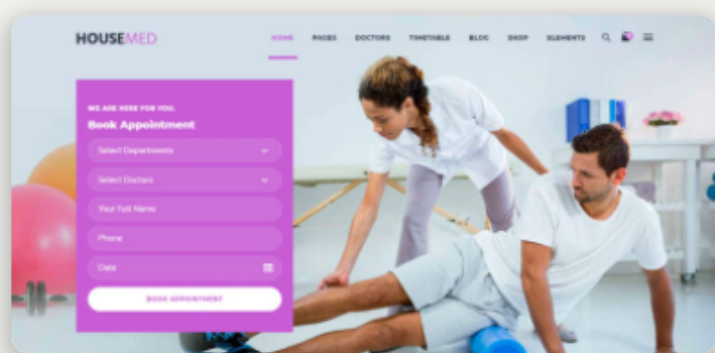 HOUSEMED
HOME PAGES DOCTORS TIMETABLE BLOG SHOP ELEMENTS
WE ARE HERE FOR YOU.
Book Appointment
Select Departments
Select Doctors
Your Full Name
Phone
Date
BOOK APPOINTMENT